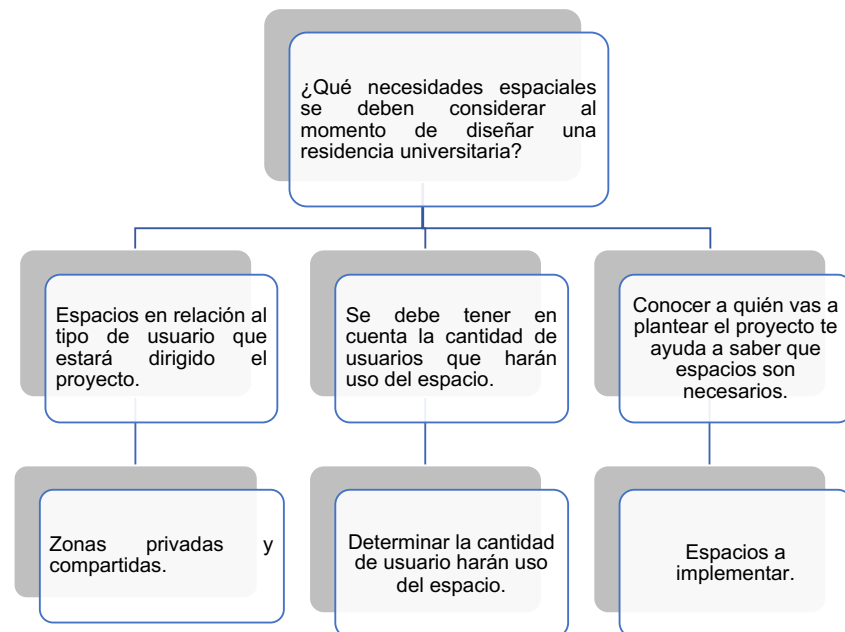 ¿Qué necesidades espaciales
se deben considerar al
momento de diseñar una
residencia universitaria?
Espacios en relación al
tipo de usuario que
estará dirigido el
proyecto.
Se debe tener en
cuenta la cantidad de
usuarios que harán
uso del espacio.
Conocer a quién vas a
plantear el proyecto te
ayuda a saber que
espacios son
necesarios.
Zonas privadas y
compartidas.
Determinar la cantidad
de usuario harán uso
del espacio.
Espacios a
implementar.